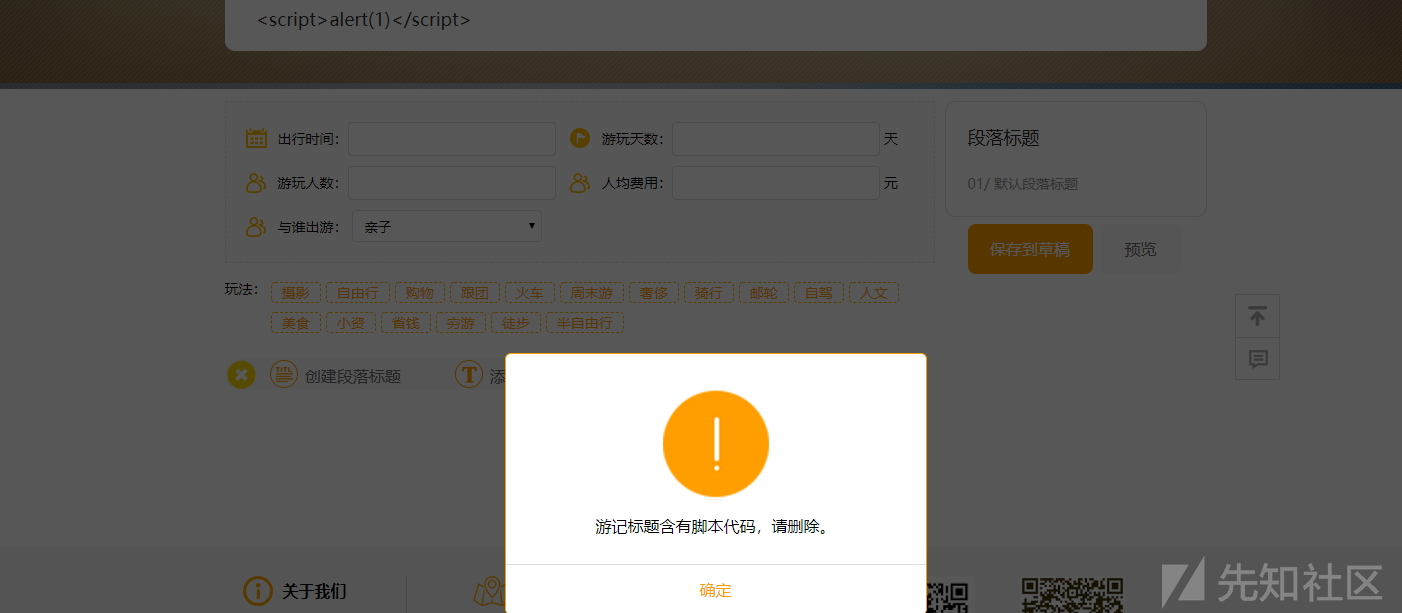 <script>alert(1)</script>
出行时间： 游玩天数： 天
段落标题
游玩人数： 人均费用： 元
01/ 默认段落标题
与谁出游： 亲子
保存到草稿 预览
玩法： 摄影 自由行 购物 跟团 火车 周末游 奢侈 骑行 邮轮 自驾 人文
美食 小资 省钱 穷游 徒步 半自由行
TITL 创建段落标题 T 添
游记标题含有脚本代码，请删除。
确定
关于我们
先知社区